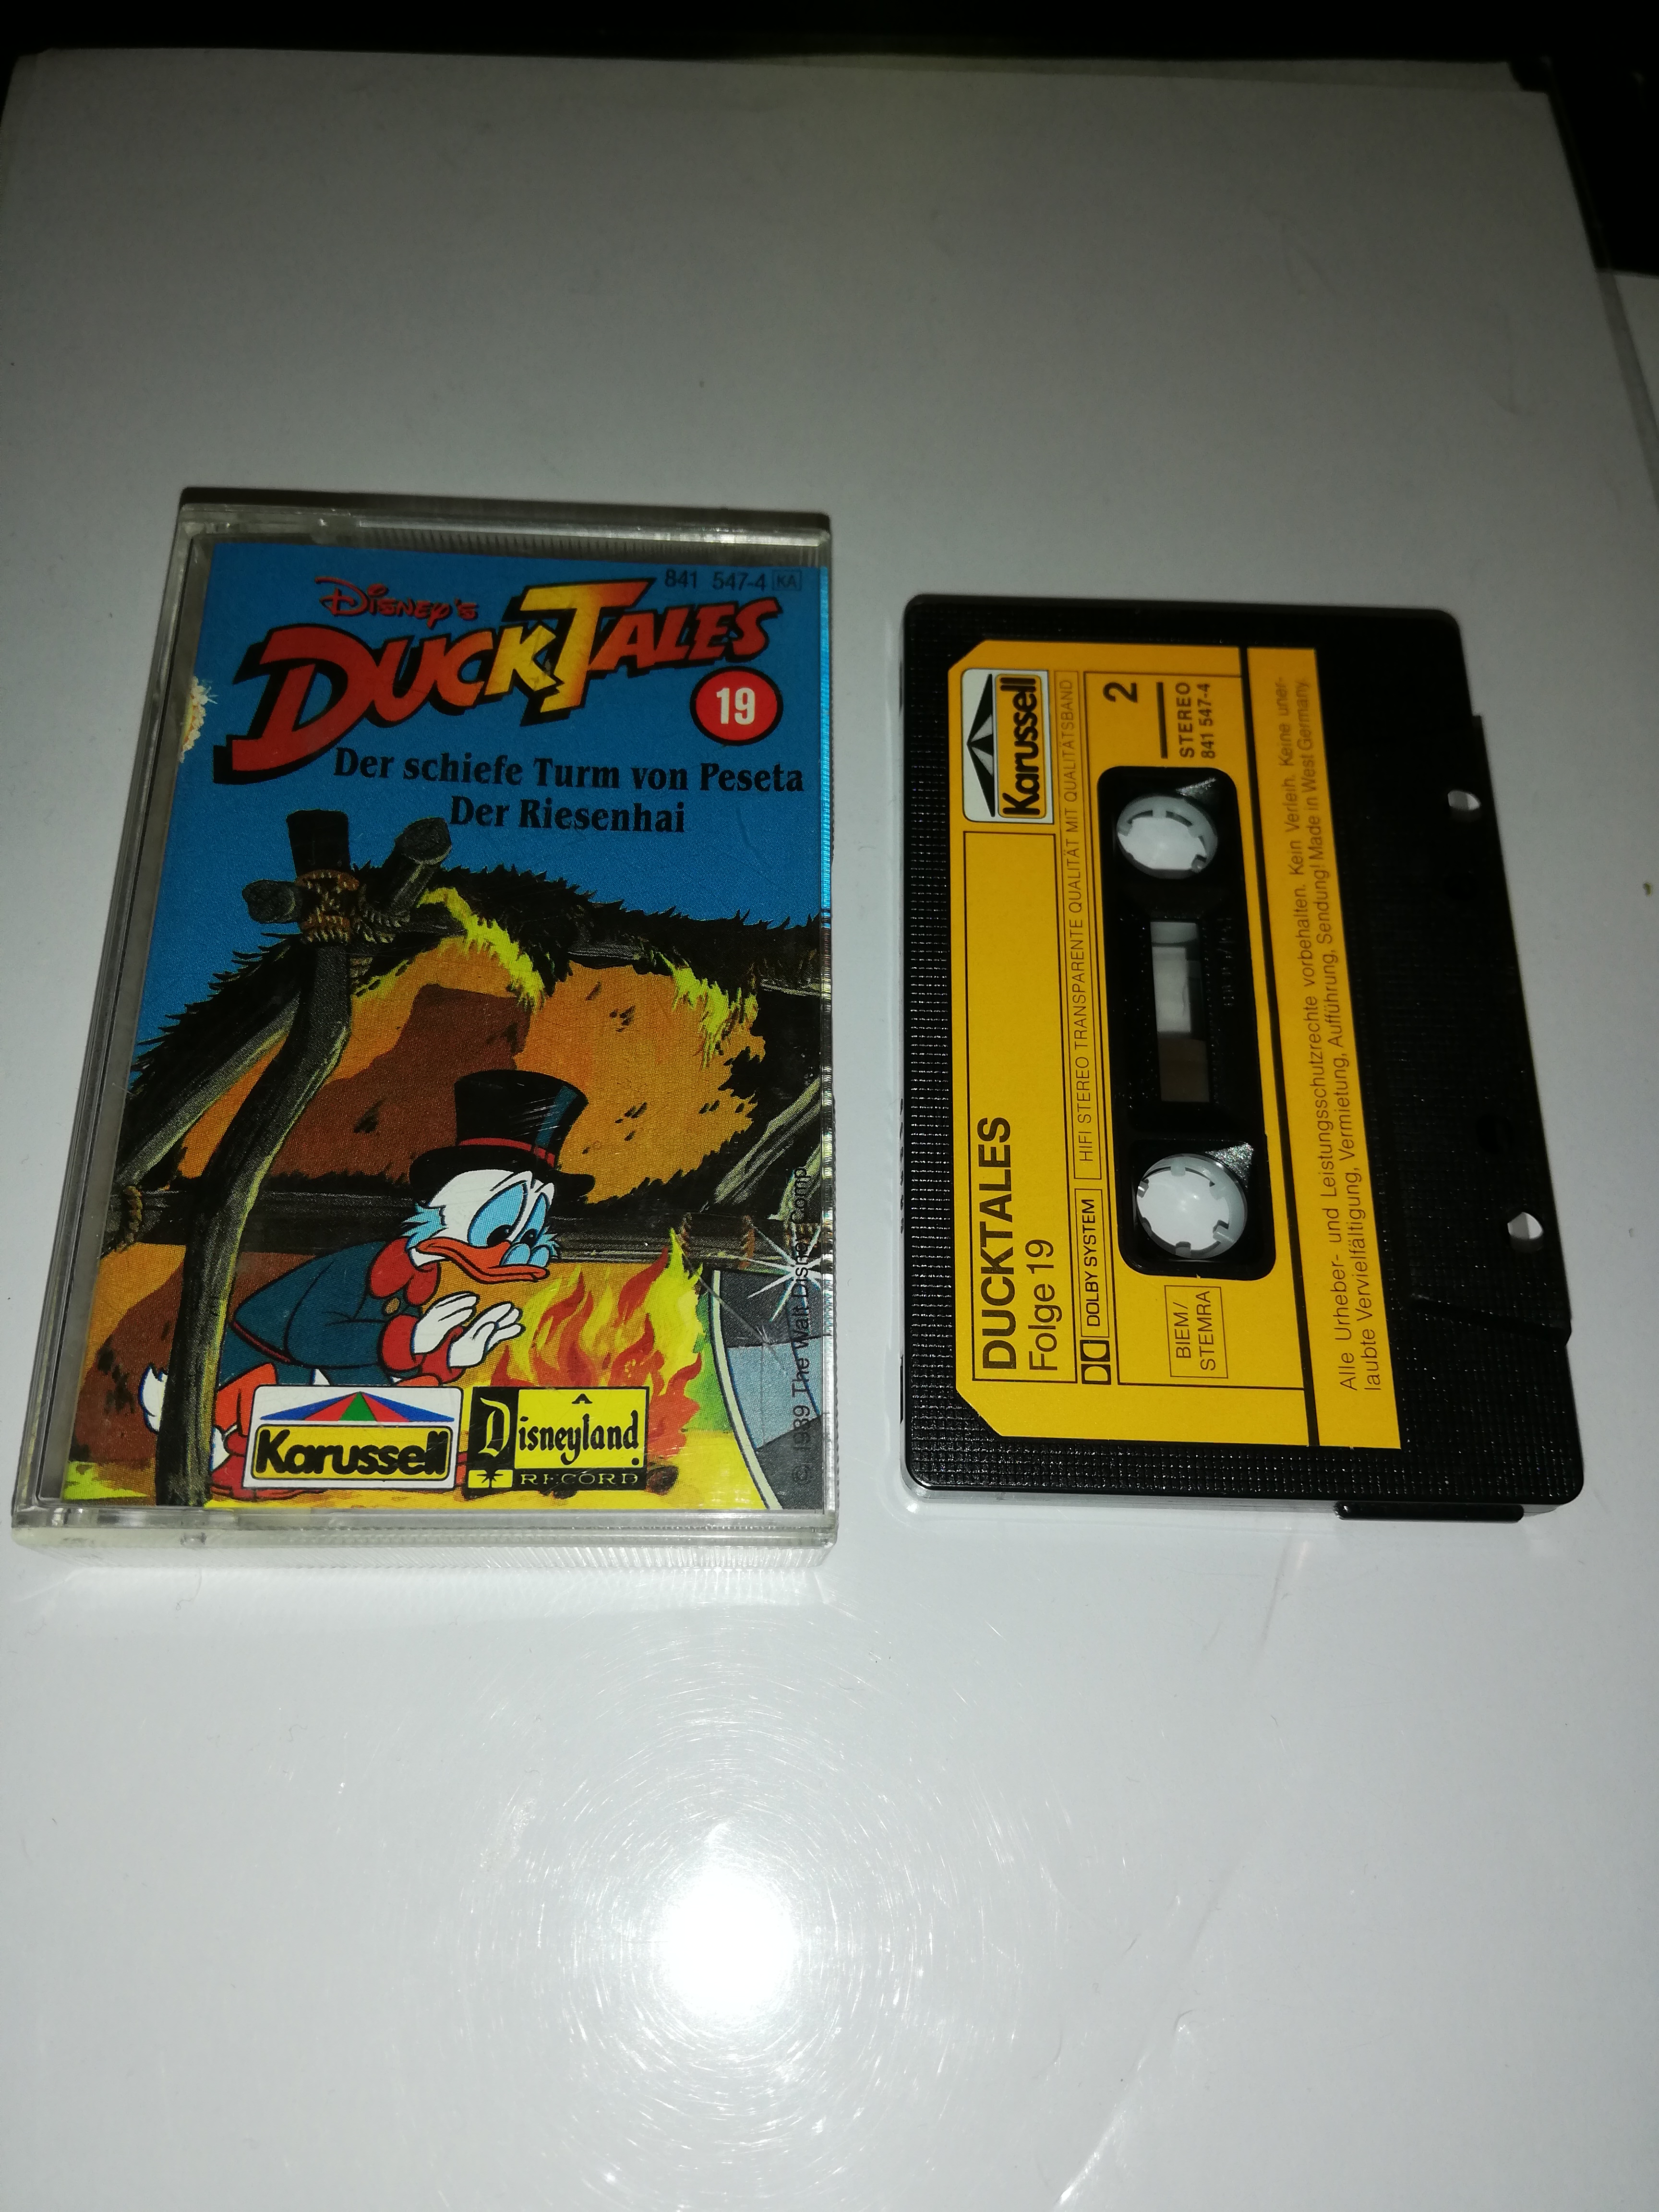 841 547-4 KA
Disney's
DuckTales
19
Der schiefe Turm von Peseta
Der Riesenhai
© 1989 The Walt Disney Comp.
Karussell
A
Disneyland
RECORD
Karussell
DUCKTALES
Folge 19
DOLBY SYSTEM
HIFI STEREO TRANSPARENTE QUALITÄT MIT QUALITÄTSBAND
BIEM/
STEMRA
2
STEREO
841 547-4
Alle Urheber- und Leistungsschutzrechte vorbehalten. Kein Verleih. Keine uner-
laubte Vervielfältigung, Vermietung, Aufführung, Sendung! Made in West Germany.